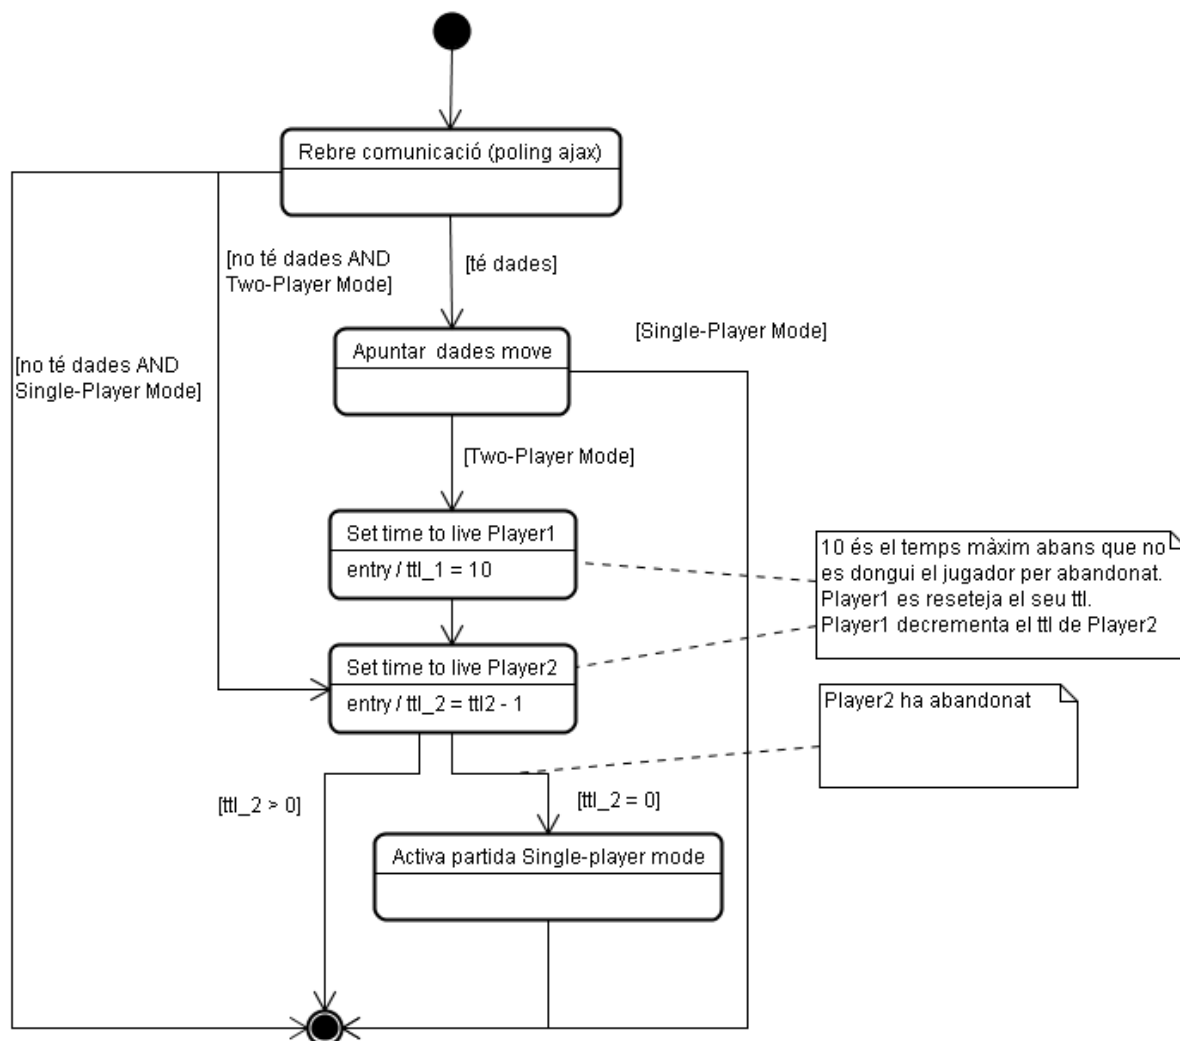 Rebre comunicació (poling ajax)
[no té dades AND
Two-Player Mode]
[té dades]
[Single-Player Mode]
Apuntar dades move
[no té dades AND
Single-Player Mode]
[Two-Player Mode]
Set time to live Player1
entry / ttl_1 = 10
10 és el temps màxim abans que no
es dongui el jugador per abandonat.
Player1 es reseteja el seu ttl.
Player1 decrementa el ttl de Player2
Set time to live Player2
entry / ttl_2 = ttl2 - 1
Player2 ha abandonat
[ttl_2 > 0]
[ttl_2 = 0]
Activa partida Single-player mode